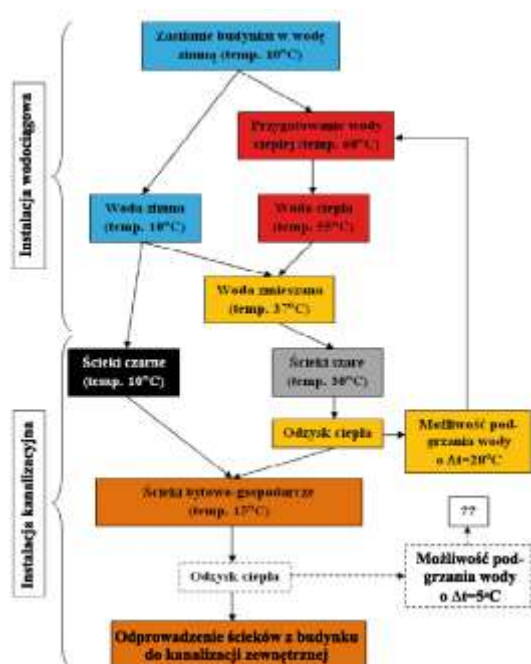 Zasilanie budynku w wodę
zimną (temp. 10°C)
Przygotowanie wody
ciepłej (temp. 60°C)
Instalacja wodociągowa
Woda zimna
(temp. 10°C)
Woda ciepła
(temp. 55°C)
Woda zmieszana
(temp. 37°C)
Ścieki czarne
(temp. 10°C)
Ścieki szare
(temp. 30°C)
Instalacja kanalizacyjna
Odzysk ciepła
Możliwość pod-
grzania wody
o Δt=20°C
Ścieki bytowo-gospodarcze
(temp. 15°C)
??
Odzysk ciepła
Możliwość pod-
grzania wody
o Δt=5°C
Odprowadzenie ścieków z budynku
do kanalizacji zewnętrznej